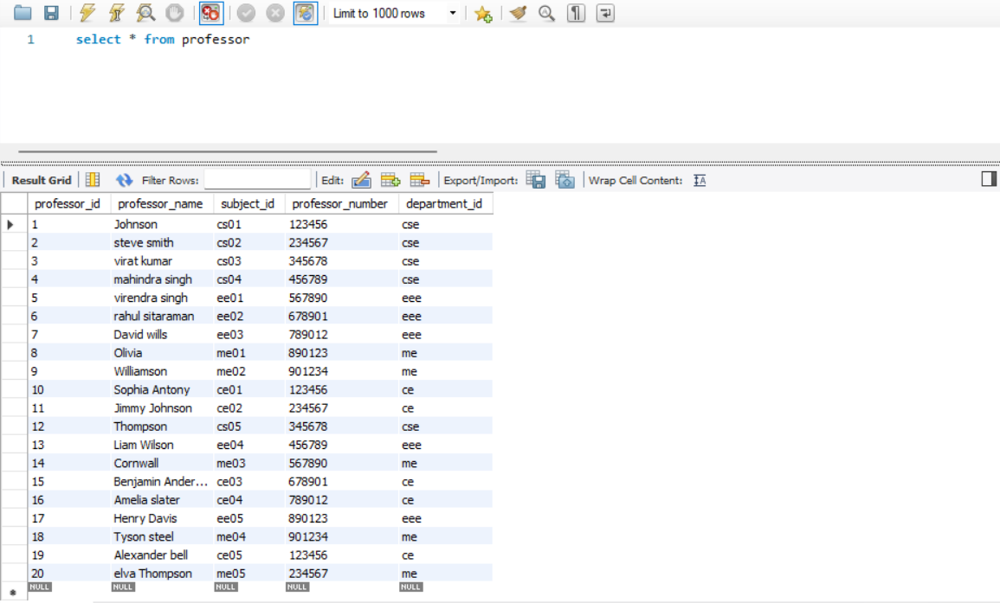 Limit to 1000 rows
1 select * from professor
Result Grid Filter Rows: Edit: Export/Import: Wrap Cell Content:
professor_id professor_name subject_id professor_number department_id
1 Johnson cs01 123456 cse
2 steve smith cs02 234567 cse
3 virat kumar cs03 345678 cse
4 mahindra singh cs04 456789 cse
5 virendra singh ee01 567890 eee
6 rahul sitaraman ee02 678901 eee
7 David wills ee03 789012 eee
8 Olivia me01 890123 me
9 Williamson me02 901234 me
10 Sophia Antony ce01 123456 ce
11 Jimmy Johnson ce02 234567 ce
12 Thompson cs05 345678 cse
13 Liam Wilson ee04 456789 eee
14 Cornwall me03 567890 me
15 Benjamin Ander... ce03 678901 ce
16 Amelia slater ce04 789012 ce
17 Henry Davis ee05 890123 eee
18 Tyson steel me04 901234 me
19 Alexander bell ce05 123456 ce
20 elva Thompson me05 234567 me
NULL NULL NULL NULL NULL